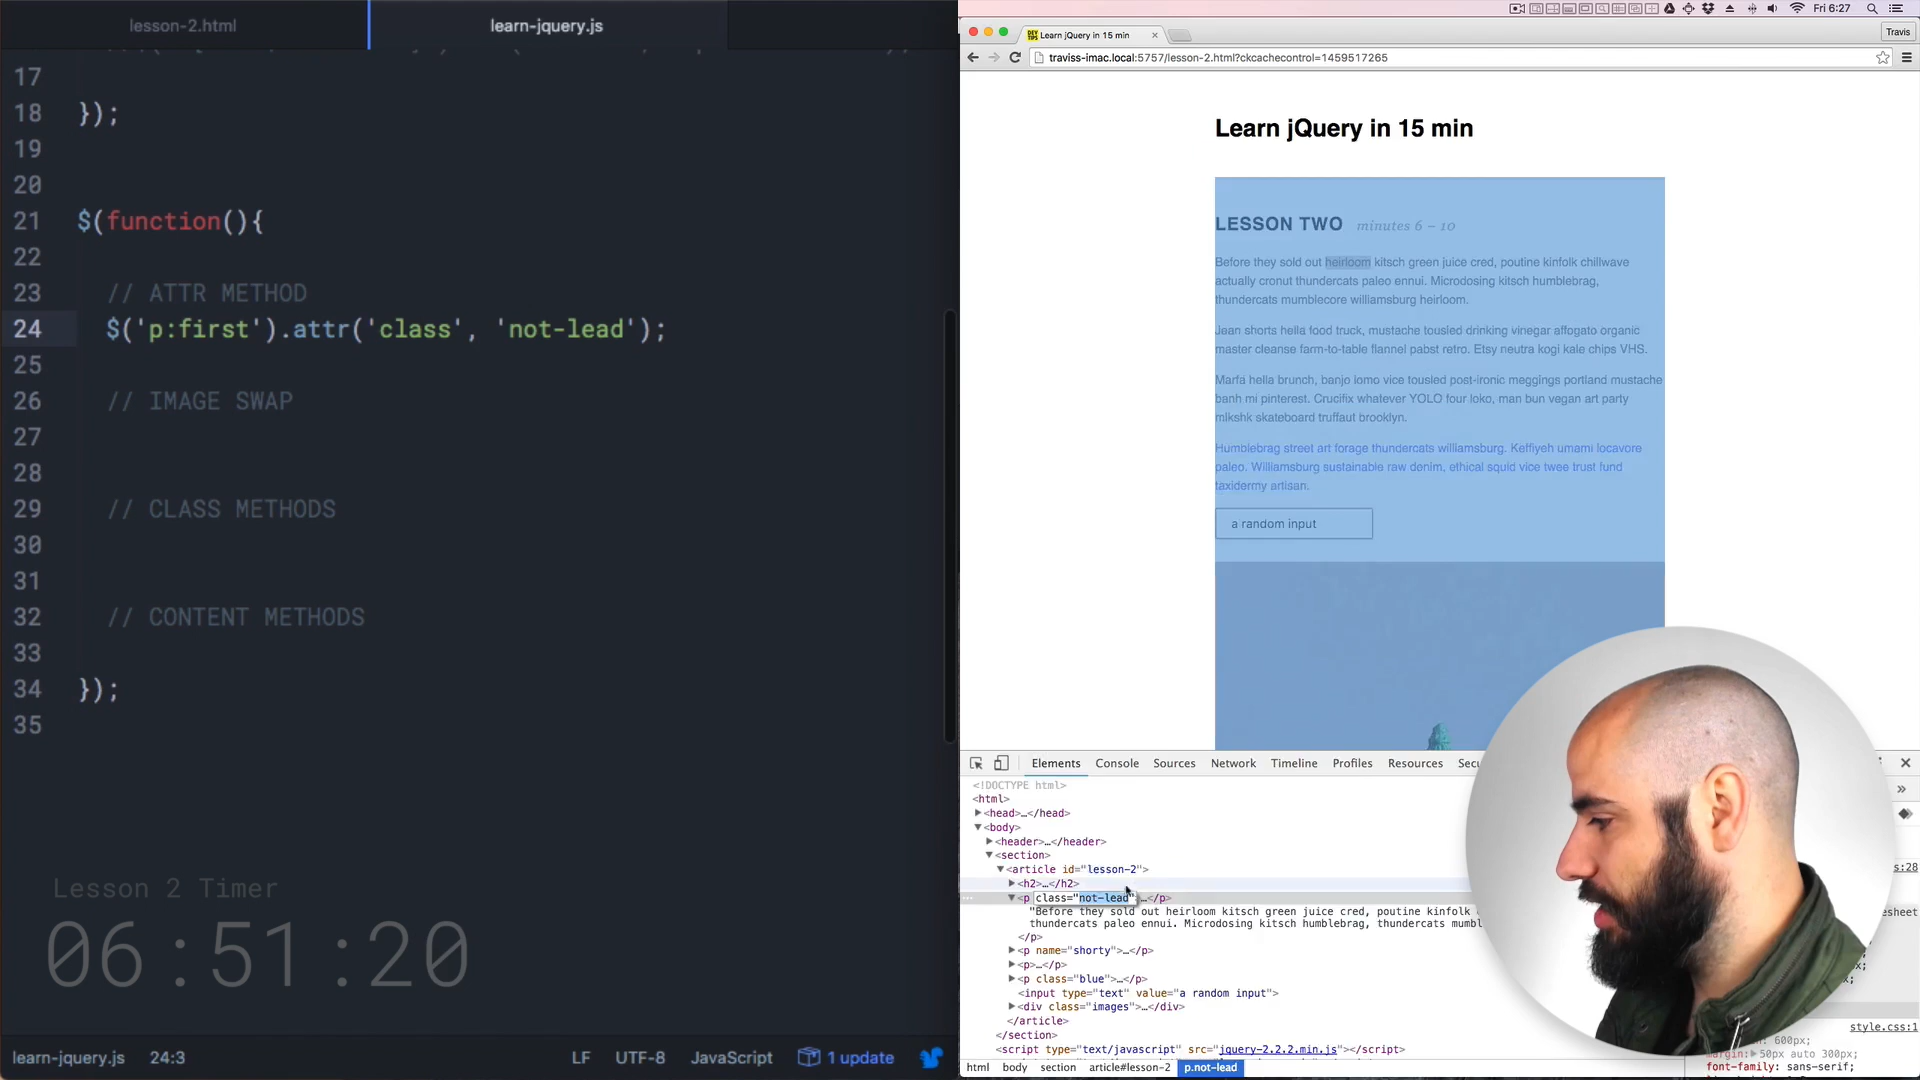 lesson-2.html
learn-jquery.js
17
18 });
19
20
21 $(function(){
22
23 // ATTR METHOD
24 $('p:first').attr('class', 'not-lead');
25
26 // IMAGE SWAP
27
28
29 // CLASS METHODS
30
31
32 // CONTENT METHODS
33
34 });
35
Lesson 2 Timer
06:51:20
learn-jquery.js 24:3 LF UTF-8 JavaScript 1 update
Fri 6:27
DEV TIPS Learn jQuery in 15 min
Travis
traviss-imac.local:5757/lesson-2.html?ckcachecontrol=1459517265
Learn jQuery in 15 min
LESSON TWO minutes 6 – 10
Before they sold out heirloom kitsch green juice cred, poutine kinfolk chillwave
actually cronut thundercats paleo ennui. Microdosing kitsch humblebrag,
thundercats mumblecore williamsburg heirloom.
Jean shorts hella food truck, mustache tousled drinking vinegar affogato organic
master cleanse farm-to-table flannel pabst retro. Etsy neutra kogi kale chips VHS.
Marfa hella brunch, banjo lomo vice tousled post-ironic meggings portland mustache
banh mi pinterest. Crucifix whatever YOLO four loko, man bun vegan art party
mlkshk skateboard truffaut brooklyn.
Humblebrag street art forage thundercats williamsburg. Keffiyeh umami locavore
paleo. Williamsburg sustainable raw denim, ethical squid vice twee trust fund
taxidermy artisan.
a random input
Elements Console Sources Network Timeline Profiles Resources Secu
<!DOCTYPE html>
<html>
<head>…</head>
<body>
<header>…</header>
<section>
<article id="lesson-2">
<h2>…</h2>
<p class="not-lead" …</p>
"Before they sold out heirloom kitsch green juice cred, poutine kinfolk c
thundercats paleo ennui. Microdosing kitsch humblebrag, thundercats mumbl
</p>
<p name="shorty">…</p>
<p>…</p>
<p class="blue">…</p>
<input type="text" value="a random input">
<div class="images">…</div>
</article>
</section>
<script type="text/javascript" src="jquery-2.2.2.min.js"></script>
html body section article#lesson-2 p.not-lead
s:28
esheet
style.css:1
600px;
margin: 50px auto 300px;
font-family: sans-serif;